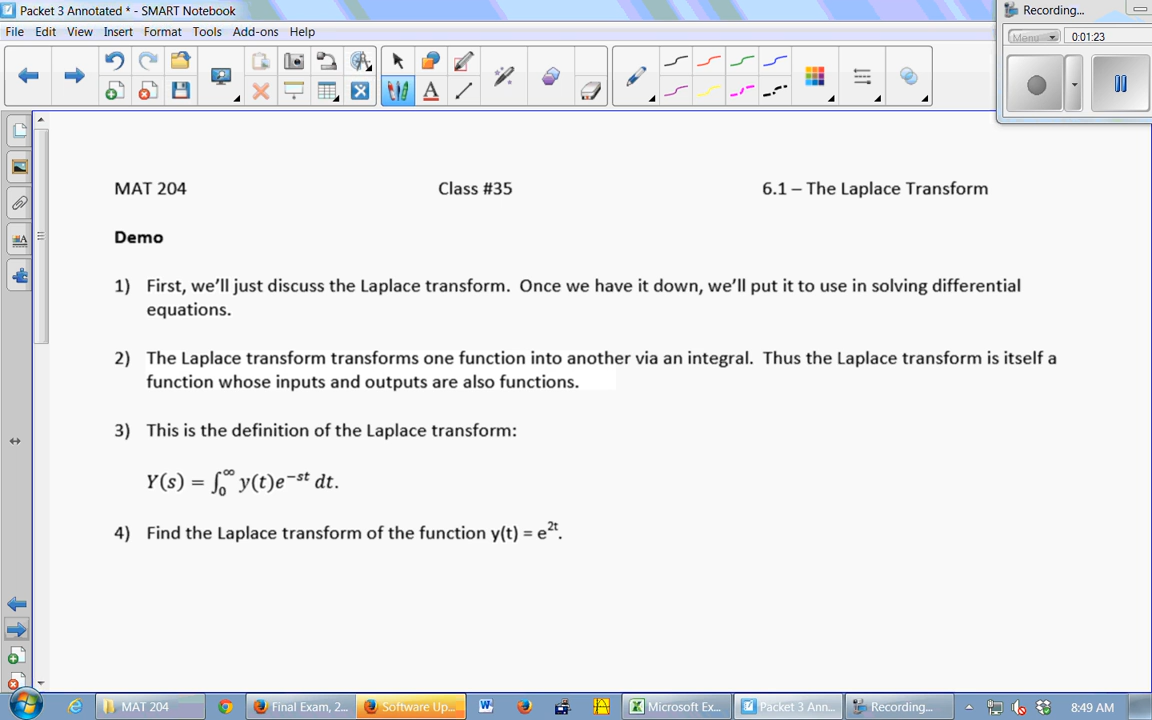 Packet 3 Annotated * - SMART Notebook
Recording...
File Edit View Insert Format Tools Add-ons Help
Menu 0:01:23
MAT 204 Class #35 6.1 – The Laplace Transform
Demo
1) First, we'll just discuss the Laplace transform. Once we have it down, we'll put it to use in solving differential
equations.
2) The Laplace transform transforms one function into another via an integral. Thus the Laplace transform is itself a
function whose inputs and outputs are also functions.
3) This is the definition of the Laplace transform:
Y(s) = ∫₀^∞ y(t)e^{−st} dt.
4) Find the Laplace transform of the function y(t) = e^{2t}.
MAT 204 Final Exam, 2... Software Up... Microsoft Ex... Packet 3 Ann... Recording... 8:49 AM